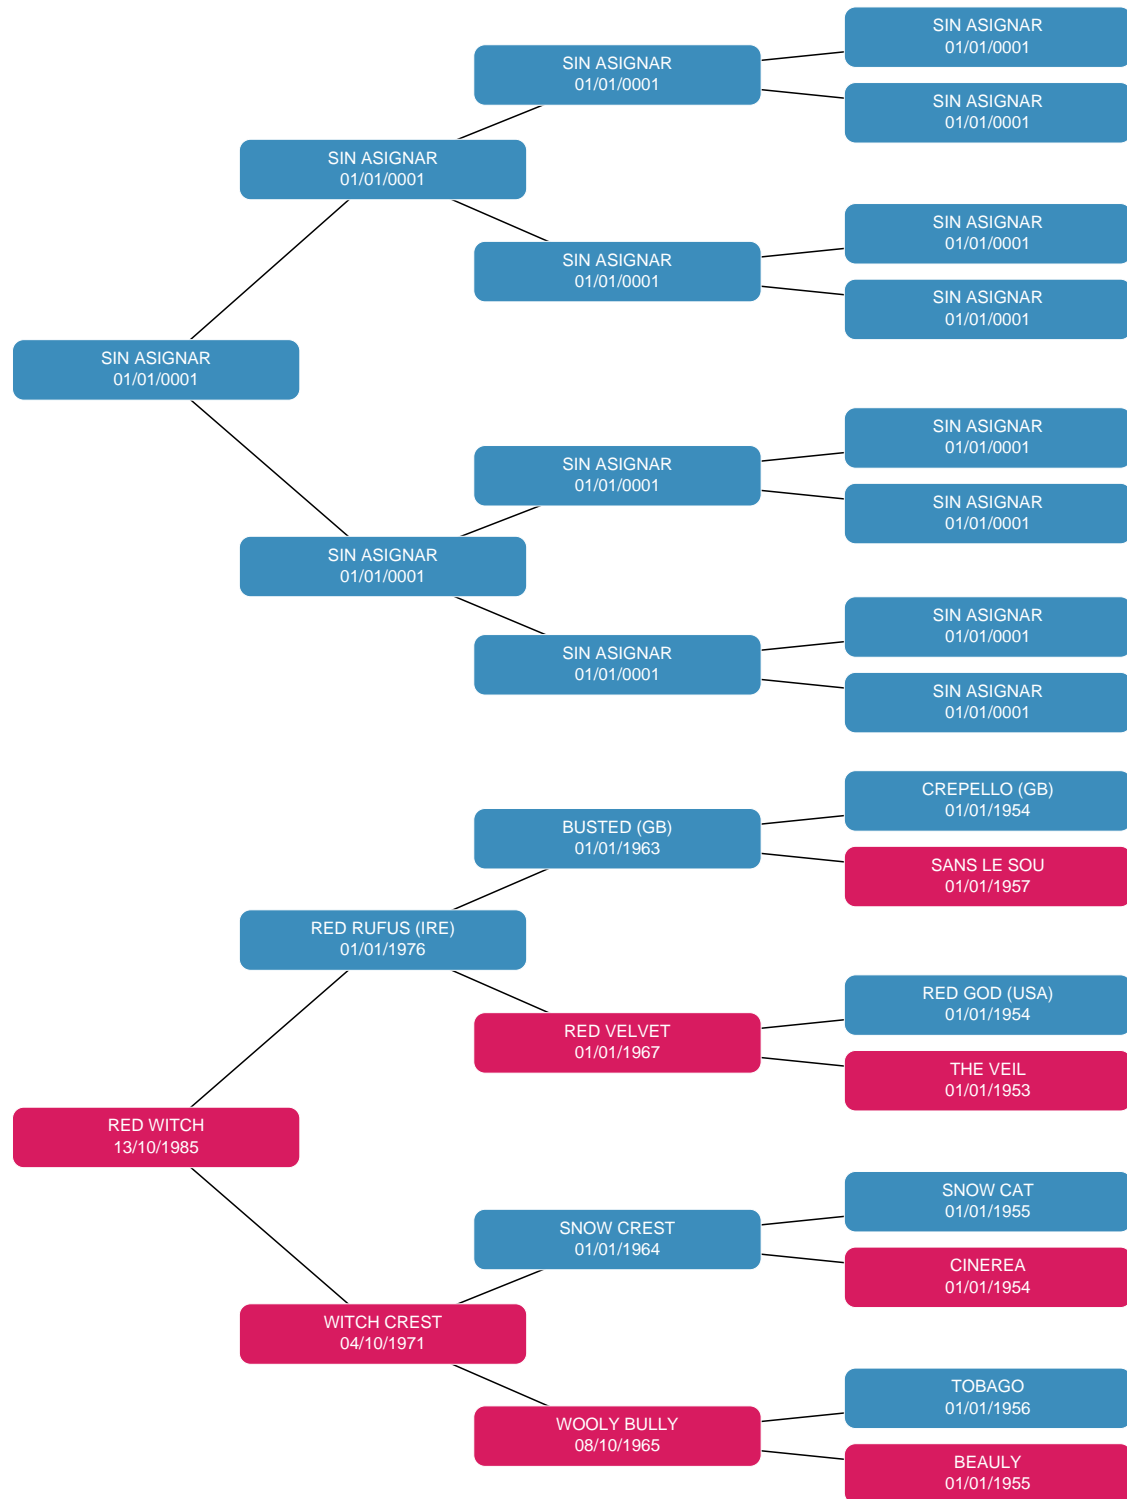 SIN ASIGNAR
01/01/0001
SIN ASIGNAR
01/01/0001
SIN ASIGNAR
01/01/0001
SIN ASIGNAR
01/01/0001
SIN ASIGNAR
01/01/0001
SIN ASIGNAR
01/01/0001
SIN ASIGNAR
01/01/0001
SIN ASIGNAR
01/01/0001
SIN ASIGNAR
01/01/0001
SIN ASIGNAR
01/01/0001
SIN ASIGNAR
01/01/0001
SIN ASIGNAR
01/01/0001
SIN ASIGNAR
01/01/0001
SIN ASIGNAR
01/01/0001
SIN ASIGNAR
01/01/0001
CREPELLO (GB)
01/01/1954
BUSTED (GB)
01/01/1963
SANS LE SOU
01/01/1957
RED RUFUS (IRE)
01/01/1976
RED GOD (USA)
01/01/1954
RED VELVET
01/01/1967
THE VEIL
01/01/1953
RED WITCH
13/10/1985
SNOW CAT
01/01/1955
SNOW CREST
01/01/1964
CINEREA
01/01/1954
WITCH CREST
04/10/1971
TOBAGO
01/01/1956
WOOLY BULLY
08/10/1965
BEAULY
01/01/1955